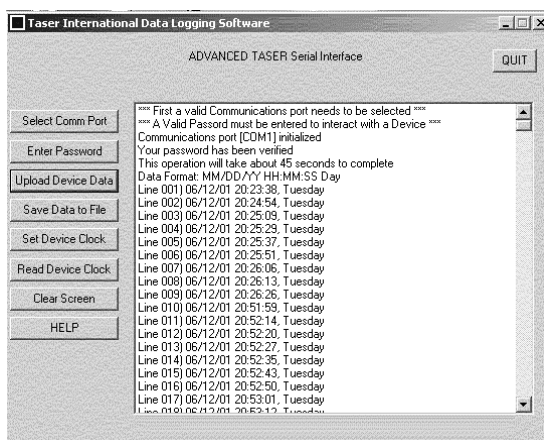 Taser International Data Logging Software
ADVANCED TASER Serial Interface
QUIT
Select Comm Port
Enter Password
Upload Device Data
Save Data to File
Set Device Clock
Read Device Clock
Clear Screen
HELP
*** First a valid Communications port needs to be selected ***
*** A Valid Passord must be entered to interact with a Device ***
Communications port [COM1] initialized
Your password has been verified
This operation will take about 45 seconds to complete
Data Format: MM/DD/YY HH:MM:SS Day
Line 001) 06/12/01 20:23:38, Tuesday
Line 002) 06/12/01 20:24:54, Tuesday
Line 003) 06/12/01 20:25:09, Tuesday
Line 004) 06/12/01 20:25:29, Tuesday
Line 005) 06/12/01 20:25:37, Tuesday
Line 006) 06/12/01 20:25:51, Tuesday
Line 007) 06/12/01 20:26:06, Tuesday
Line 008) 06/12/01 20:26:13, Tuesday
Line 009) 06/12/01 20:26:26, Tuesday
Line 010) 06/12/01 20:51:59, Tuesday
Line 011) 06/12/01 20:52:14, Tuesday
Line 012) 06/12/01 20:52:20, Tuesday
Line 013) 06/12/01 20:52:27, Tuesday
Line 014) 06/12/01 20:52:35, Tuesday
Line 015) 06/12/01 20:52:43, Tuesday
Line 016) 06/12/01 20:52:50, Tuesday
Line 017) 06/12/01 20:53:01, Tuesday
Line 018) 06/12/01 20:53:12, Tuesday